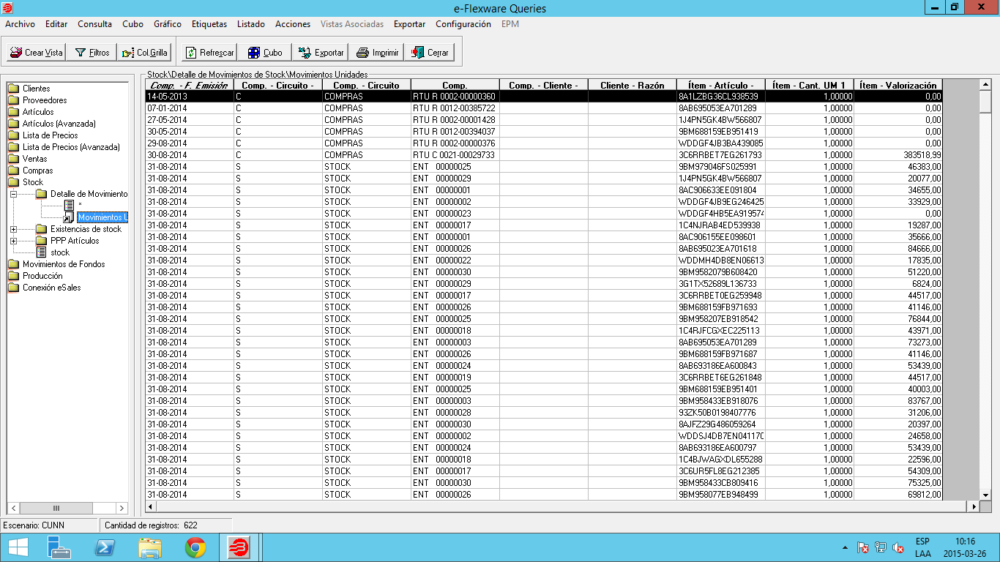 e-Flexware Queries
Archivo Editar Consulta Cubo Gráfico Etiquetas Listado Acciones Vistas Asociadas Exportar Configuración EPM
Crear Vista Filtros Col.Grilla Refrescar Cubo Exportar Imprimir Cerrar
Clientes
Proveedores
Artículos
Artículos (Avanzada)
Lista de Precios
Lista de Precios (Avanzada)
Ventas
Compras
Stock
Detalle de Movimiento
*
Movimientos U
Existencias de stock
PPP Artículos
stock
Movimientos de Fondos
Producción
Conexión eSales
Stock\Detalle de Movimientos de Stock\Movimientos Unidades
Comp. - F. Emisión Comp. - Circuito - Comp. - Circuito Comp. Comp. - Cliente - Cliente - Razón Ítem - Artículo - Ítem - Cant. UM 1 Ítem - Valorización
14-05-2013 C COMPRAS RTU R 0002-00000360 8A1LZBG36CL938539 1,00000 0,00
07-01-2014 C COMPRAS RTU R 0012-00385722 8AB695053EA701289 1,00000 0,00
27-05-2014 C COMPRAS RTU R 0002-00001428 1J4PN5GK4BW566807 1,00000 0,00
30-05-2014 C COMPRAS RTU R 0012-00394037 9BM688159EB951419 1,00000 0,00
29-08-2014 C COMPRAS RTU R 0002-00000376 WDDGF4JB3BA439085 1,00000 0,00
30-08-2014 C COMPRAS RTU C 0021-00029733 3C6RRBET7EG261793 1,00000 383518,99
31-08-2014 S STOCK ENT 00000025 9BM979046FS025991 1,00000 46383,00
31-08-2014 S STOCK ENT 00000029 1J4PN5GK4BW566807 1,00000 20077,00
31-08-2014 S STOCK ENT 00000001 8AC906633EE091804 1,00000 34655,00
31-08-2014 S STOCK ENT 00000002 WDDGF4JB9EG246425 1,00000 33929,00
31-08-2014 S STOCK ENT 00000023 WDDGF4HB5EA919574 1,00000 0,00
31-08-2014 S STOCK ENT 00000017 1C4NJRAB4ED539938 1,00000 19287,00
31-08-2014 S STOCK ENT 00000001 8AC906155EE098601 1,00000 35666,00
31-08-2014 S STOCK ENT 00000026 8AB695023EA701618 1,00000 84666,00
31-08-2014 S STOCK ENT 00000022 WDDMH4DB8EN06613 1,00000 17835,00
31-08-2014 S STOCK ENT 00000030 9BM9582079B608420 1,00000 51220,00
31-08-2014 S STOCK ENT 00000029 3G1TX52689L136733 1,00000 6824,00
31-08-2014 S STOCK ENT 00000017 3C6RRBET0EG259948 1,00000 44517,00
31-08-2014 S STOCK ENT 00000026 9BM688159FB971693 1,00000 41146,00
31-08-2014 S STOCK ENT 00000025 9BM958207EB918542 1,00000 76844,00
31-08-2014 S STOCK ENT 00000018 1C4RJFCGXEC225113 1,00000 43971,00
31-08-2014 S STOCK ENT 00000003 8AB695053EA701289 1,00000 73273,00
31-08-2014 S STOCK ENT 00000026 9BM688159FB971687 1,00000 41146,00
31-08-2014 S STOCK ENT 00000024 8AB693186EA600843 1,00000 53439,00
31-08-2014 S STOCK ENT 00000019 3C6RRBET6EG261848 1,00000 44517,00
31-08-2014 S STOCK ENT 00000025 9BM688159EB951401 1,00000 40003,00
31-08-2014 S STOCK ENT 00000003 9BM958433EB918076 1,00000 83767,00
31-08-2014 S STOCK ENT 00000028 93ZK50B0198407776 1,00000 31206,00
31-08-2014 S STOCK ENT 00000030 8AJFZ29G486059264 1,00000 20397,00
31-08-2014 S STOCK ENT 00000002 WDDSJ4DB7EN041170 1,00000 24658,00
31-08-2014 S STOCK ENT 00000024 8AB693186EA600797 1,00000 53439,00
31-08-2014 S STOCK ENT 00000018 1C4BJWAGXDL655288 1,00000 22596,00
31-08-2014 S STOCK ENT 00000017 3C6UR5FL8EG212385 1,00000 54309,00
31-08-2014 S STOCK ENT 00000030 9BM958433CB809416 1,00000 75325,00
31-08-2014 S STOCK ENT 00000026 9BM958077EB948499 1,00000 69812,00
Escenario: CUNN Cantidad de registros: 622
ESP 10:16
LAA 2015-03-26